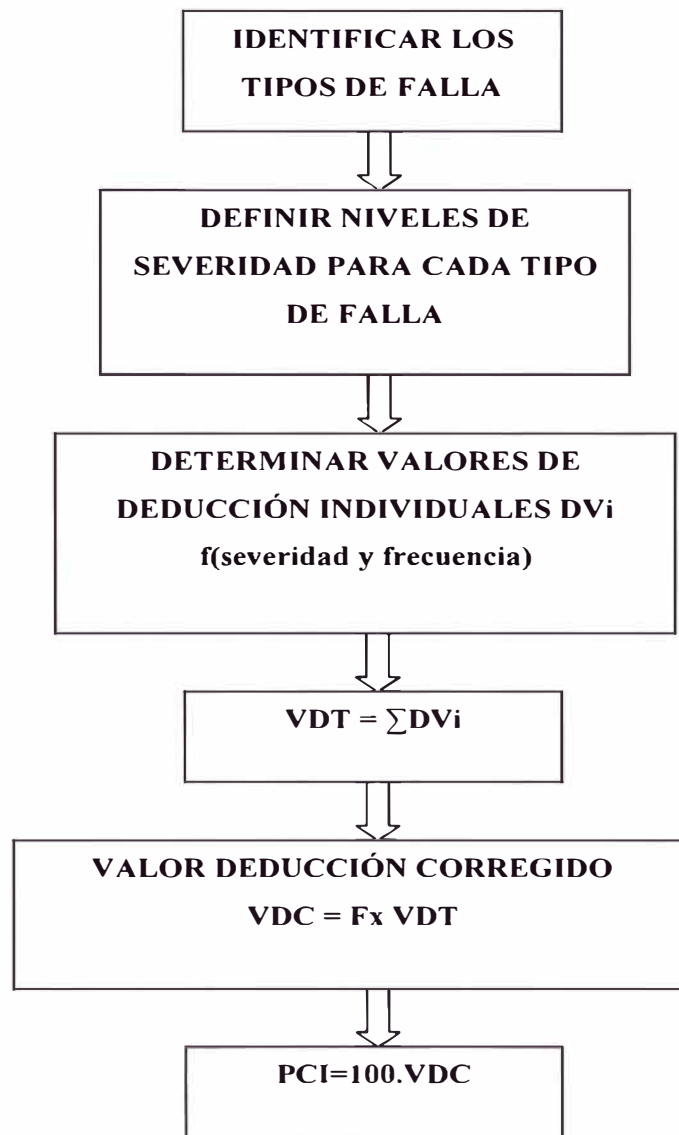 IDENTIFICAR LOS
TIPOS DE FALLA
DEFINIR NIVELES DE
SEVERIDAD PARA CADA TIPO
DE FALLA
DETERMINAR VALORES DE
DEDUCCIÓN INDIVIDUALES DVi
f(severidad y frecuencia)
VDT = ∑DVi
VALOR DEDUCCIÓN CORREGIDO
VDC = Fx VDT
PCI=100.VDC